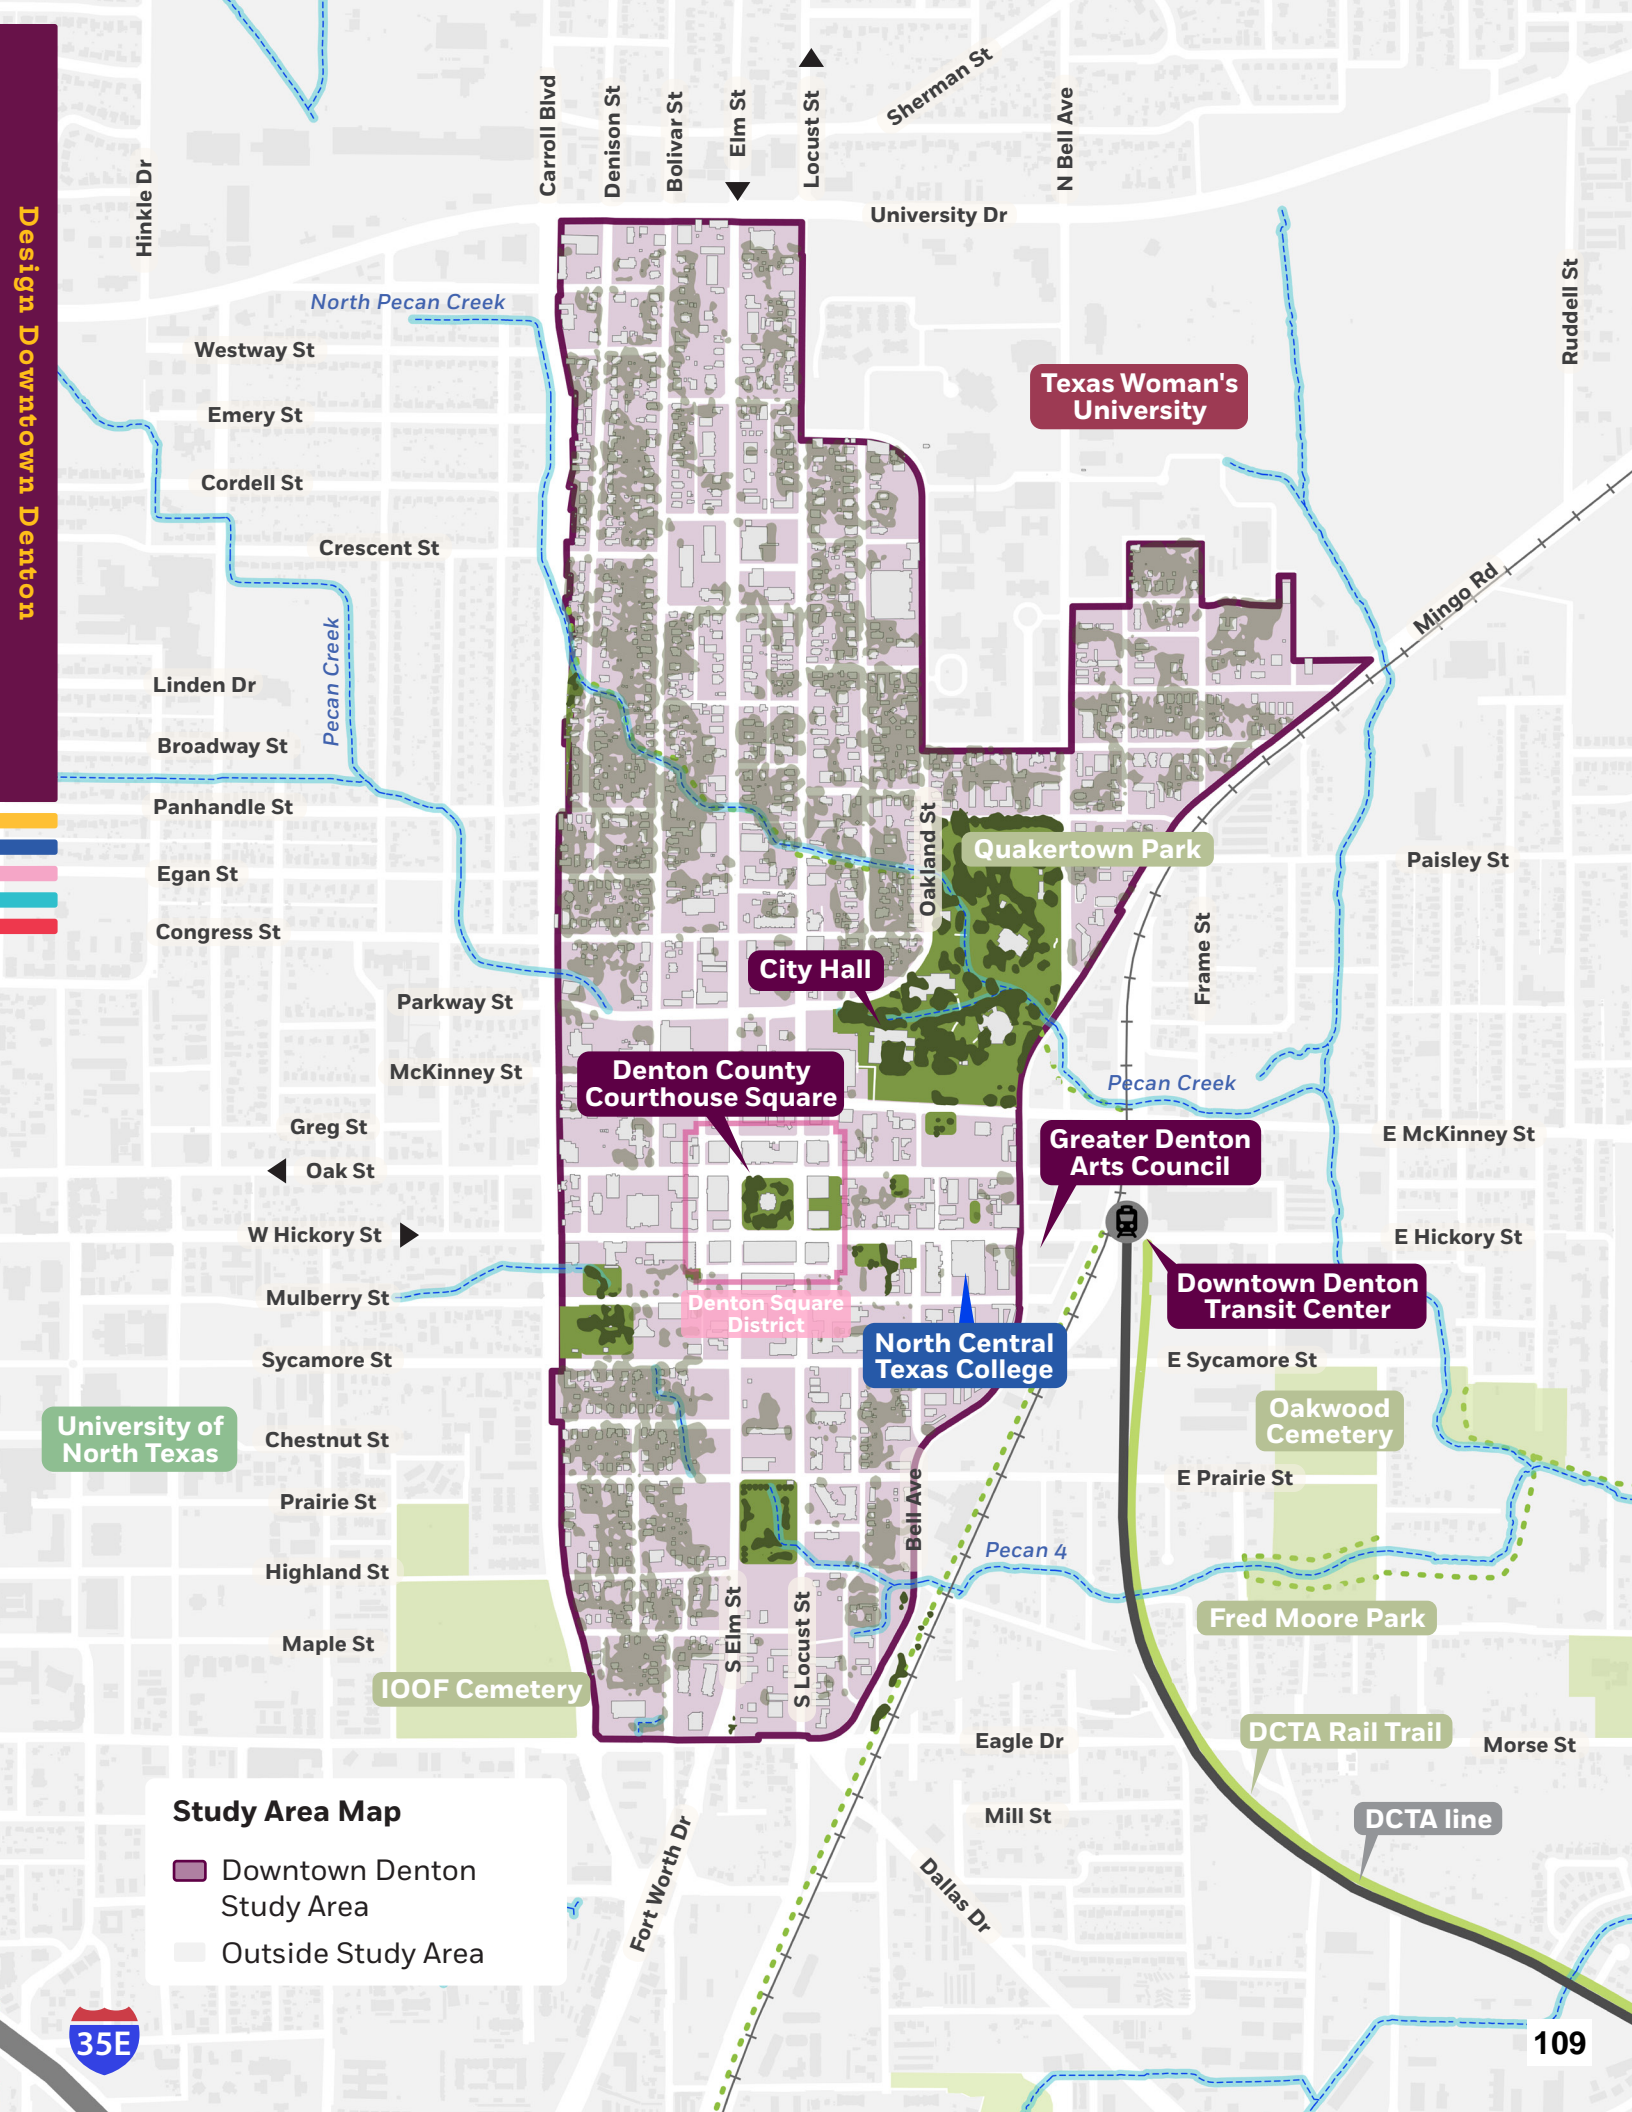 Design Downtown Denton
Hinkle Dr
Carroll Blvd
Denison St
Bolivar St
Elm St
Locust St
Sherman St
N Bell Ave
University Dr
Ruddell St
North Pecan Creek
Westway St
Emery St
Cordell St
Crescent St
Texas Woman's
University
Mingo Rd
Pecan Creek
Linden Dr
Broadway St
Panhandle St
Egan St
Congress St
Oakland St
Quakertown Park
Paisley St
Frame St
City Hall
Parkway St
McKinney St
Denton County
Courthouse Square
Pecan Creek
Greg St
Oak St
W Hickory St
Mulberry St
Greater Denton
Arts Council
E McKinney St
E Hickory St
Downtown Denton
Transit Center
Denton Square
District
North Central
Texas College
Sycamore St
E Sycamore St
University of
North Texas
Chestnut St
Oakwood
Cemetery
Prairie St
E Prairie St
Bell Ave
Pecan 4
Highland St
S Elm St
S Locust St
Fred Moore Park
Maple St
IOOF Cemetery
Eagle Dr
DCTA Rail Trail
Morse St
Mill St
DCTA line
Fort Worth Dr
Dallas Dr
Study Area Map
Downtown Denton
Study Area
Outside Study Area
35E
109